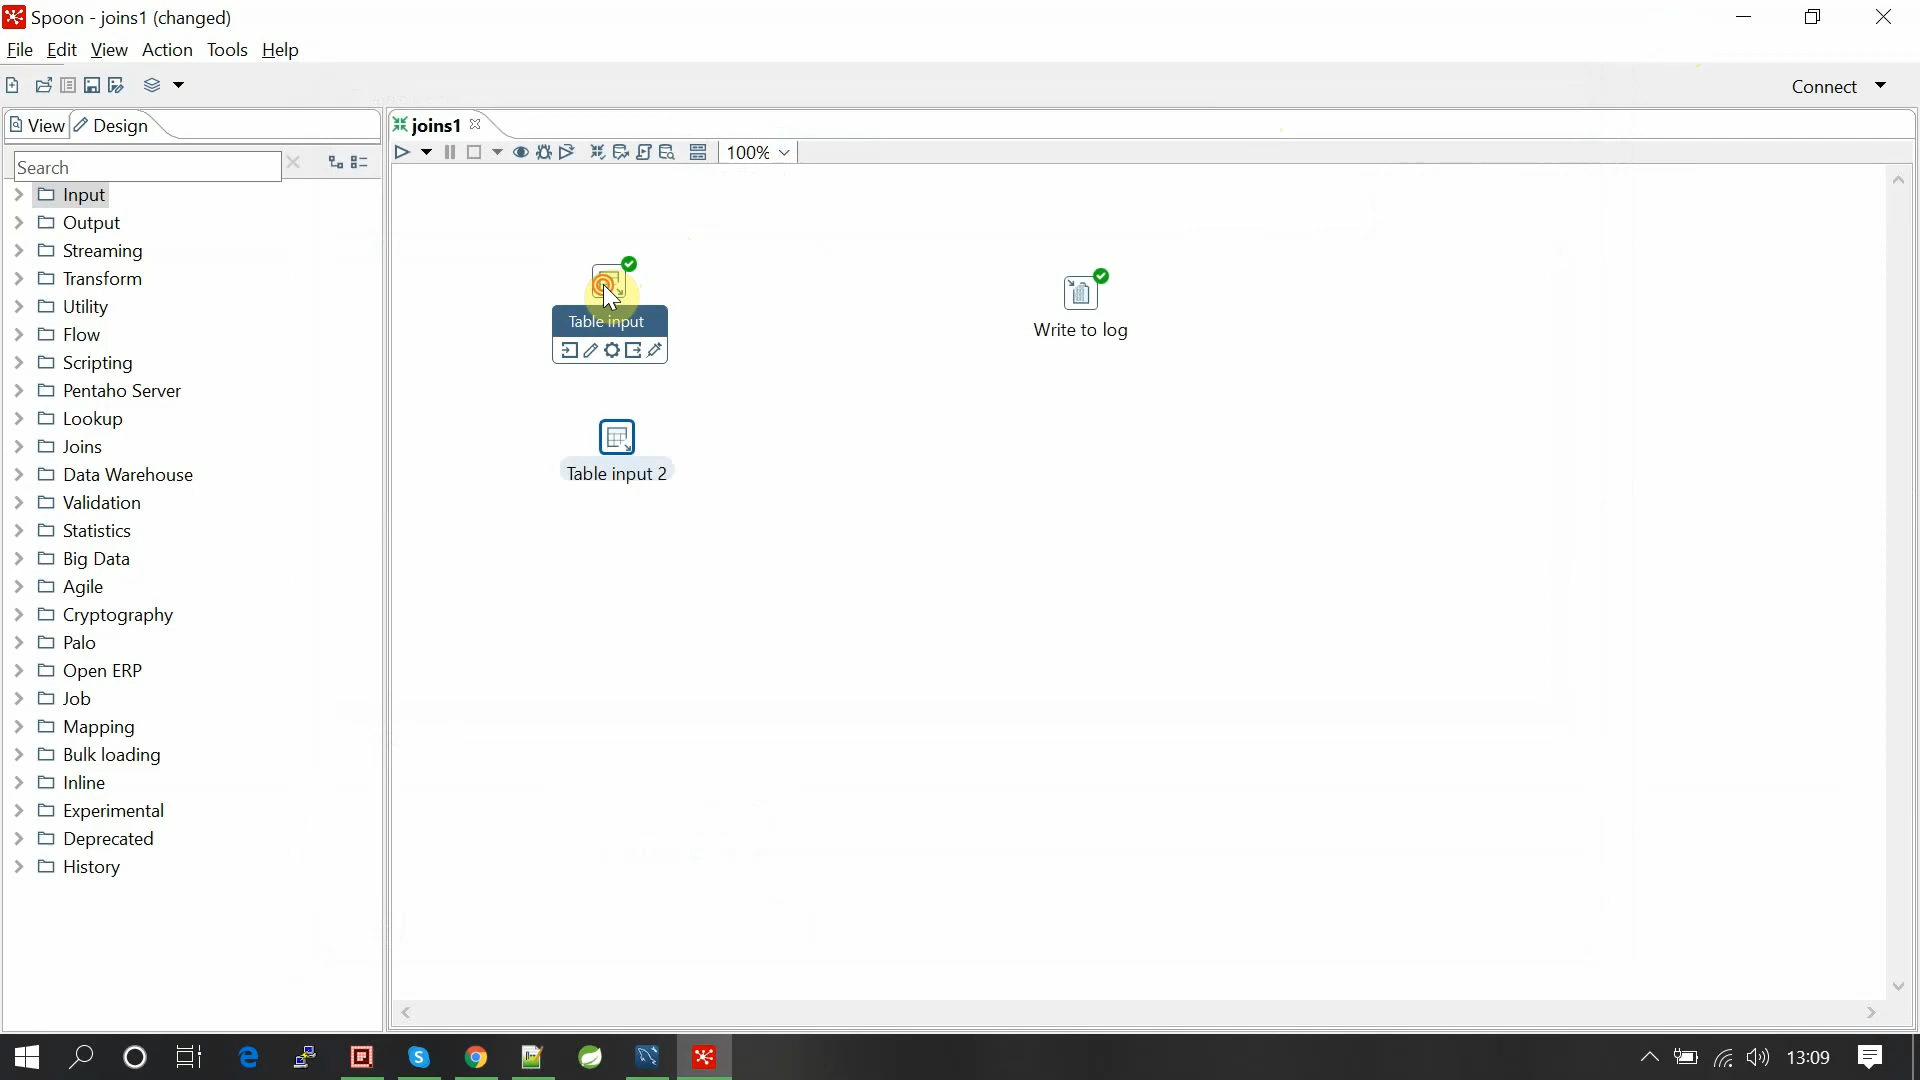 Spoon - joins1 (changed)
File Edit View Action Tools Help
Connect
View Design
joins1
Search
100%
Input
Output
Streaming
Transform
Utility
Flow
Scripting
Pentaho Server
Lookup
Joins
Data Warehouse
Validation
Statistics
Big Data
Agile
Cryptography
Palo
Open ERP
Job
Mapping
Bulk loading
Inline
Experimental
Deprecated
History
Table input
Write to log
Table input 2
13:09